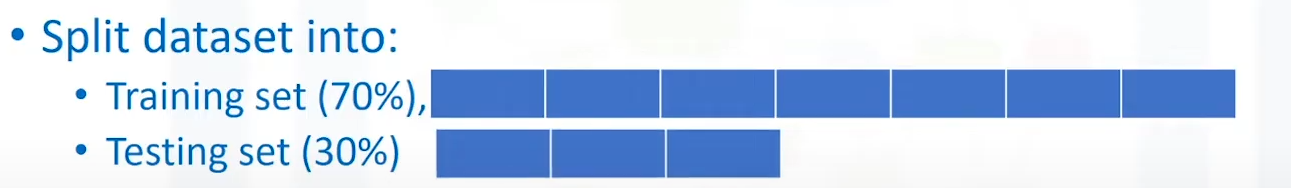 • Split dataset into:
• Training set (70%),
• Testing set (30%)